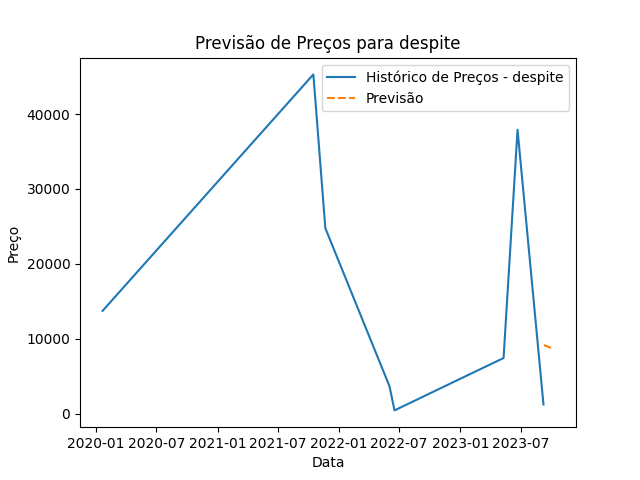 Previsão de Preços para despite
Histórico de Preços - despite
Previsão
Preço
40000
30000
20000
10000
0
2020-01 2020-07 2021-01 2021-07 2022-01 2022-07 2023-01 2023-07
Data